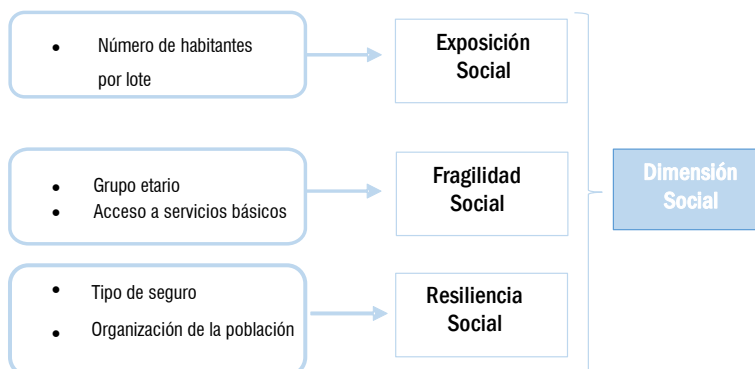 • Número de habitantes
por lote
Exposición
Social
• Grupo etario
• Acceso a servicios básicos
Fragilidad
Social
Dimensión
Social
• Tipo de seguro
• Organización de la población
Resiliencia
Social